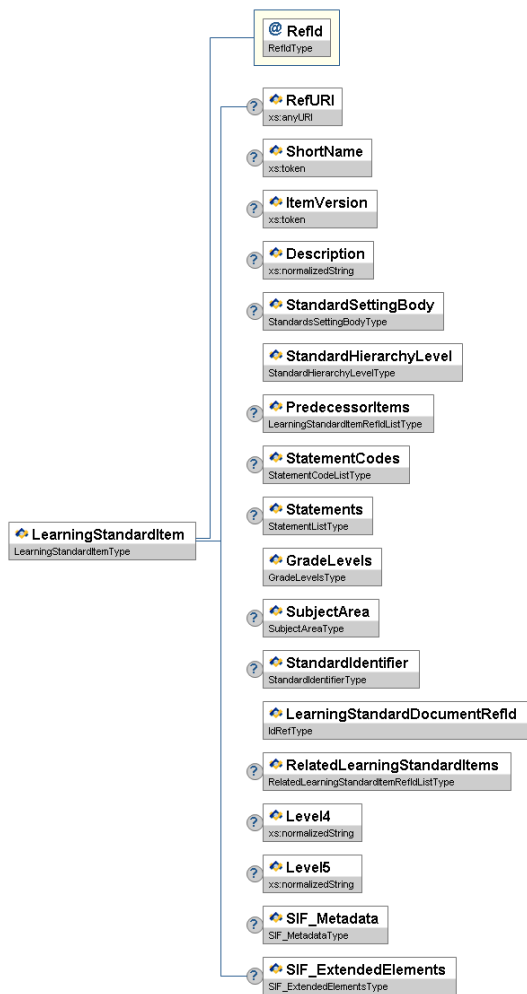 @ RefId
RefIdType
? RefURI
xs:anyURI
? ShortName
xs:token
? ItemVersion
xs:token
? Description
xs:normalizedString
? StandardSettingBody
StandardsSettingBodyType
StandardHierarchyLevel
StandardHierarchyLevelType
? PredecessorItems
LearningStandardItemRefIdListType
? StatementCodes
StatementCodeListType
? Statements
StatementListType
LearningStandardItem
LearningStandardItemType
GradeLevels
GradeLevelsType
? SubjectArea
SubjectAreaType
? StandardIdentifier
StandardIdentifierType
LearningStandardDocumentRefId
IdRefType
? RelatedLearningStandardItems
RelatedLearningStandardItemRefIdListType
? Level4
xs:normalizedString
? Level5
xs:normalizedString
? SIF_Metadata
SIF_MetadataType
? SIF_ExtendedElements
SIF_ExtendedElementsType